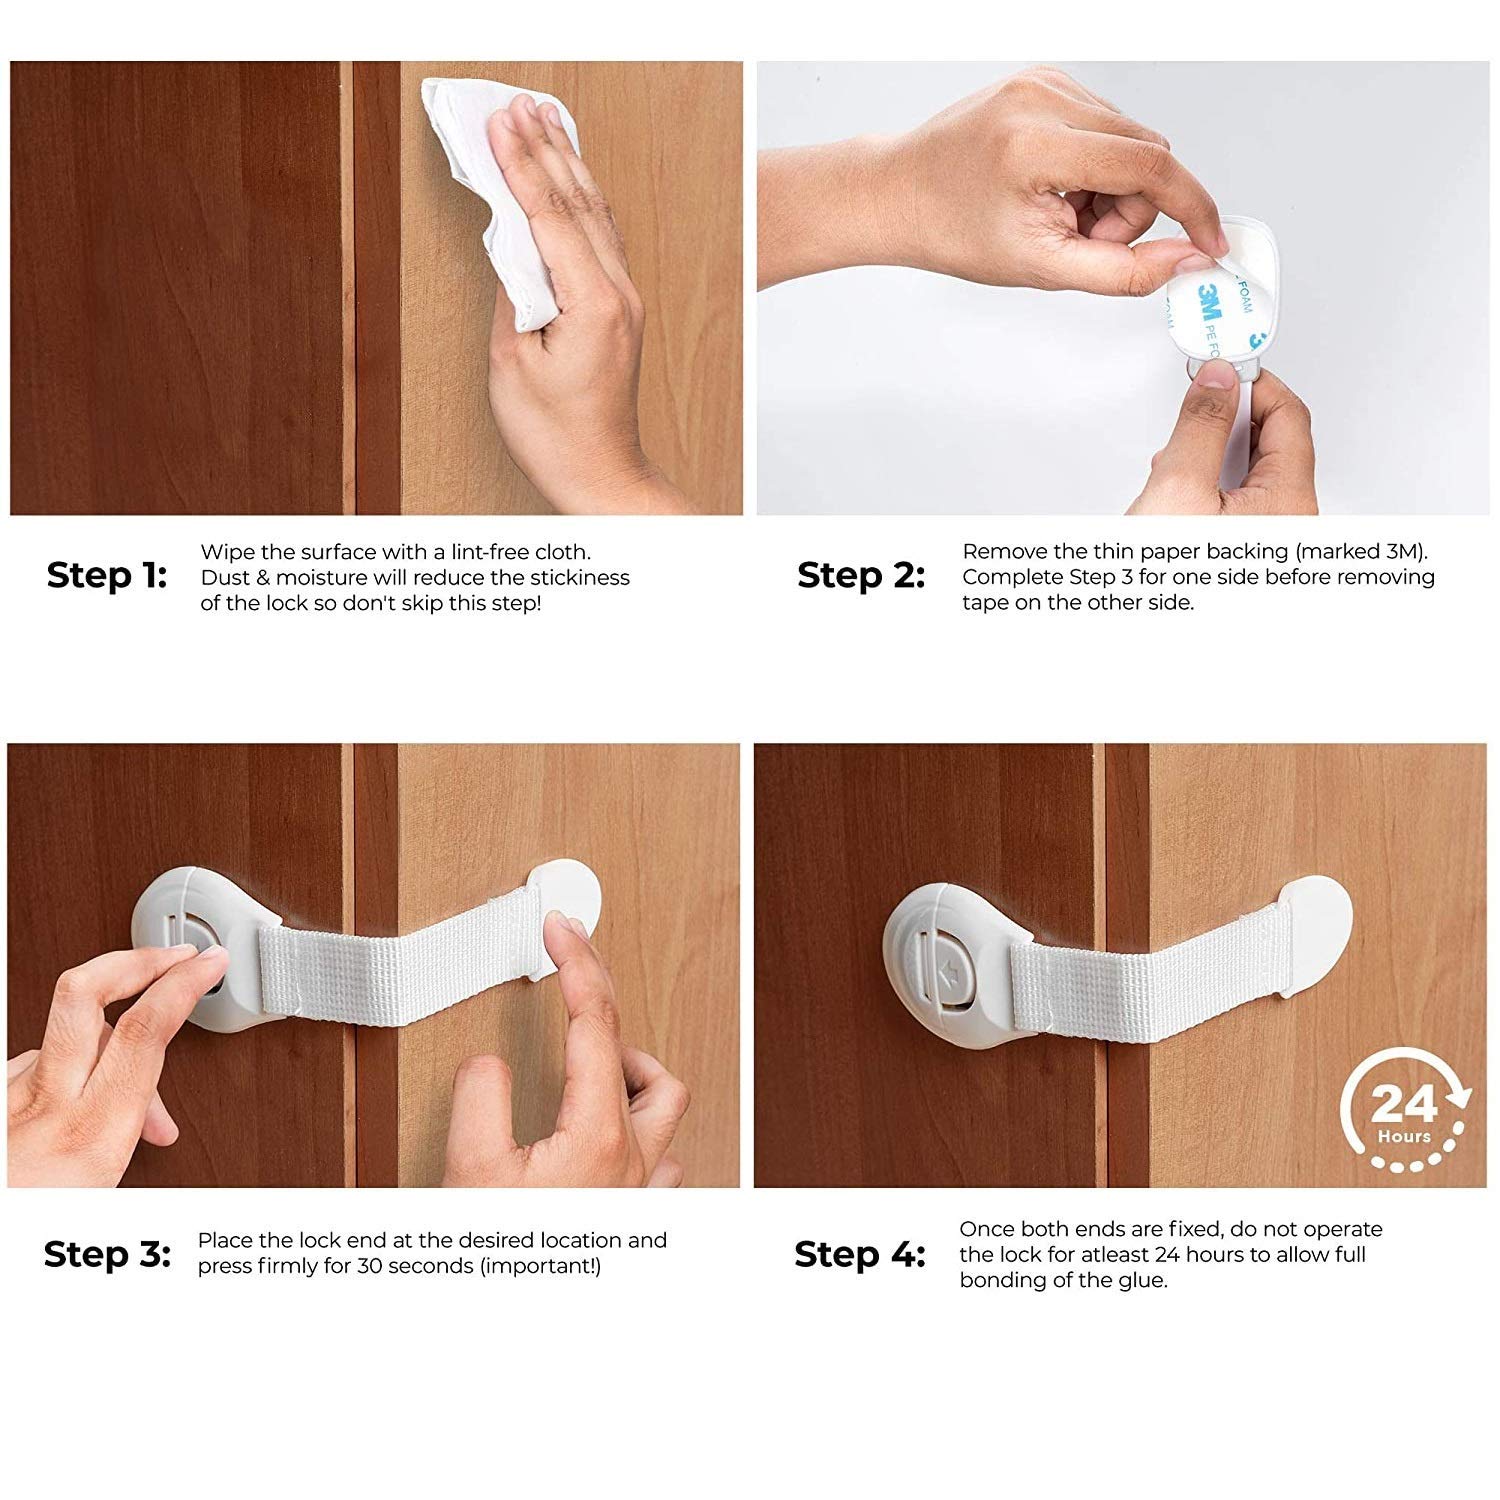 3M
PE FOAM
Step 1:
Wipe the surface with a lint-free cloth.
Dust & moisture will reduce the stickiness
of the lock so don't skip this step!
Step 2:
Remove the thin paper backing (marked 3M).
Complete Step 3 for one side before removing
tape on the other side.
24
Hours
Step 3:
Place the lock end at the desired location and
press firmly for 30 seconds (important!)
Step 4:
Once both ends are fixed, do not operate
the lock for atleast 24 hours to allow full
bonding of the glue.